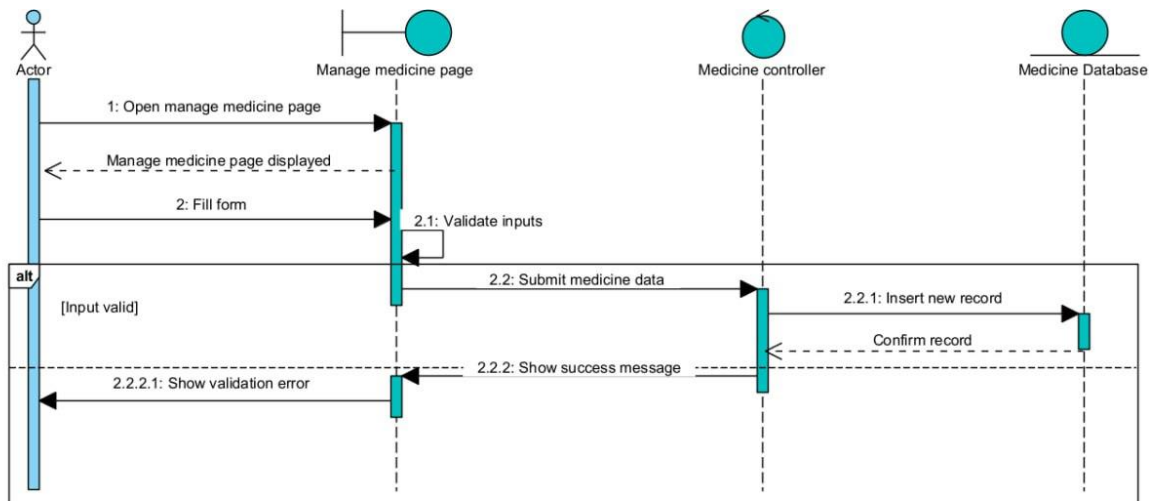 Actor
Manage medicine page
Medicine controller
Medicine Database
1: Open manage medicine page
Manage medicine page displayed
2: Fill form
2.1: Validate inputs
alt
2.2: Submit medicine data
[Input valid]
2.2.1: Insert new record
Confirm record
2.2.2: Show success message
2.2.2.1: Show validation error